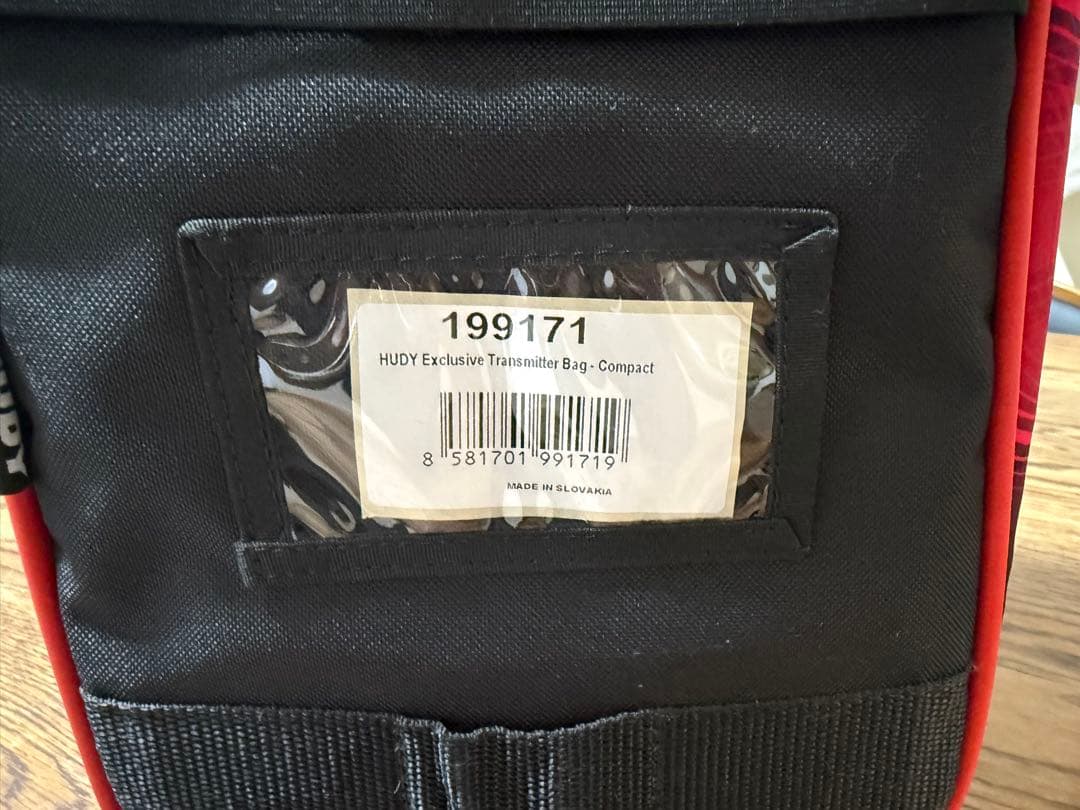 199171
HUDY Exclusive Transmitter Bag - Compact
8 581701 991719
MADE IN SLOVAKIA